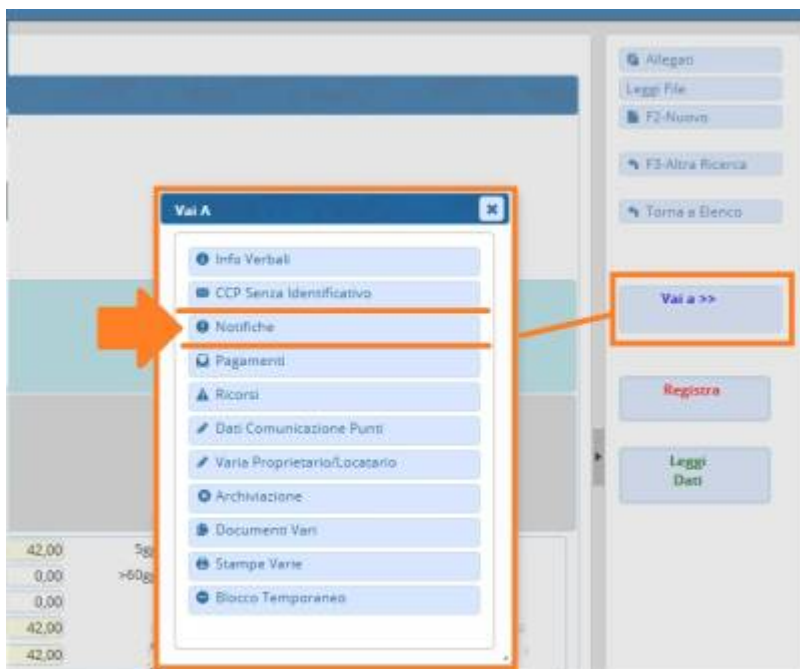 Allegati
Leggi File
F2-Nuovo
F3-Altra Ricerca
Torna a Elenco
Vai A
Info Verbali
CCP Senza Identificativo
Notifiche
Pagamenti
Ricorsi
Dati Comunicazione Punti
Varia Proprietario/Locatario
Archiviazione
Documenti Vari
Stampe Varie
Blocco Temporaneo
Vai a >>
Registra
Leggi
Dati
42,00 5gg
0,00 >60gg
0,00
42,00
42,00